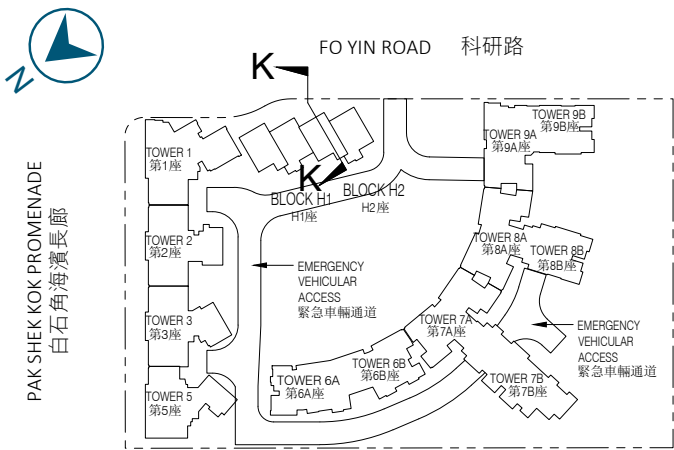 N
FO YIN ROAD 科研路
K
TOWER 9B
第9B座
TOWER 9A
第9A座
TOWER 1
第1座
K
BLOCK H1
H1座
BLOCK H2
H2座
PAK SHEK KOK PROMENADE
白石角海濱長廊
TOWER 2
第2座
TOWER 8A
第8A座
TOWER 8B
第8B座
EMERGENCY
VEHICULAR
ACCESS
緊急車輛通道
TOWER 3
第3座
TOWER 7A
第7A座
EMERGENCY
VEHICULAR
ACCESS
緊急車輛通道
TOWER 6B
第6B座
TOWER 6A
第6A座
TOWER 7B
第7B座
TOWER 5
第5座